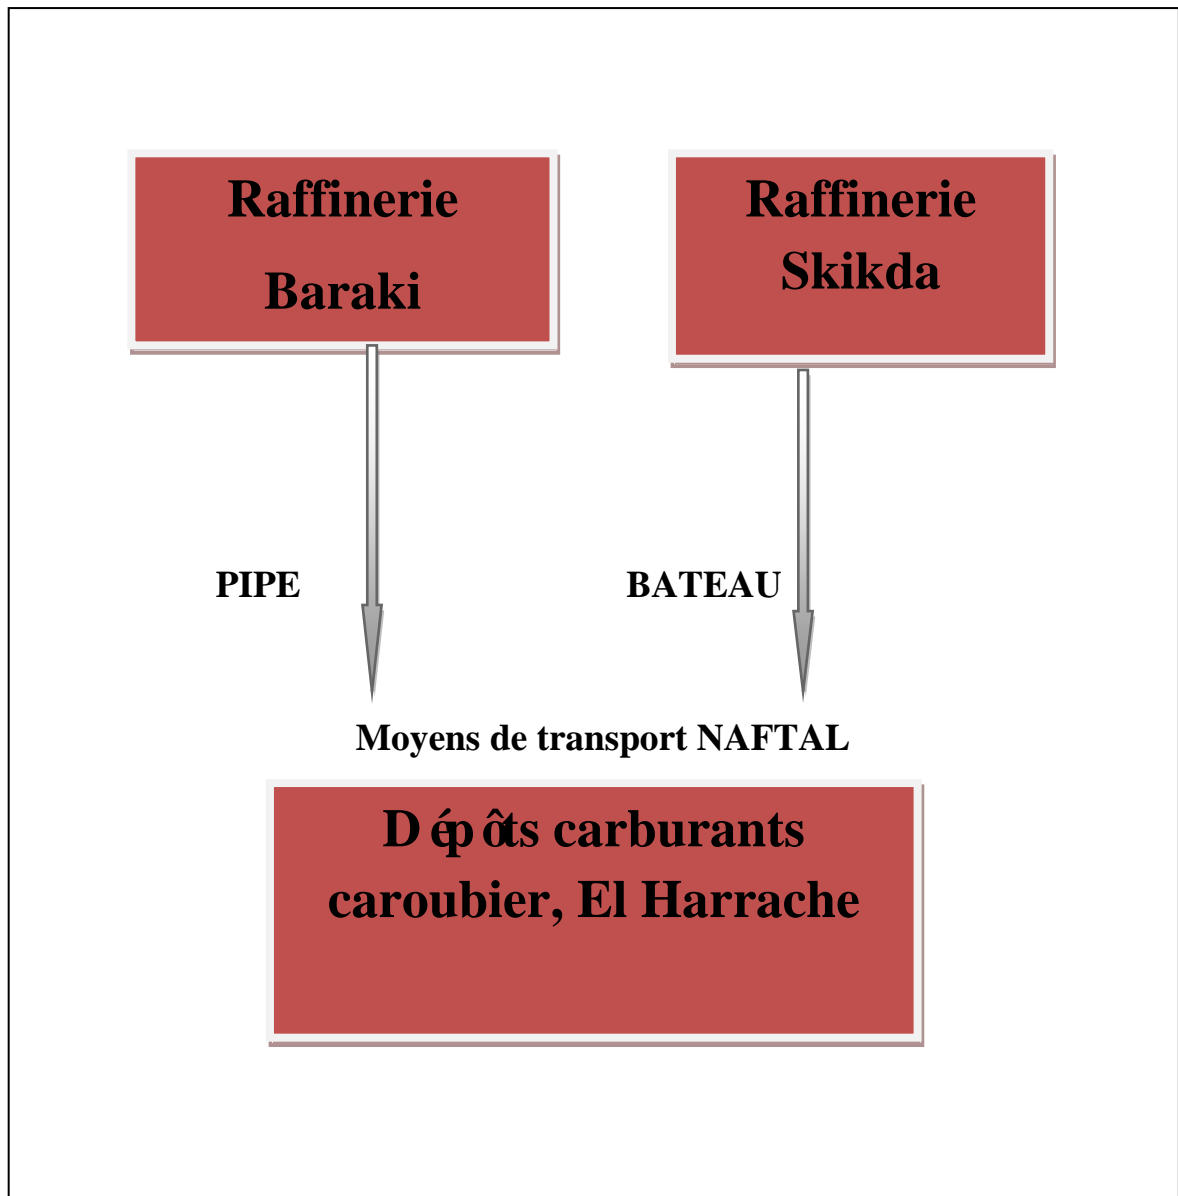 Raffinerie
Baraki
Raffinerie
Skikda
PIPE
BATEAU
Moyens de transport NAFTAL
Dépôts carburants
caroubier, El Harrache